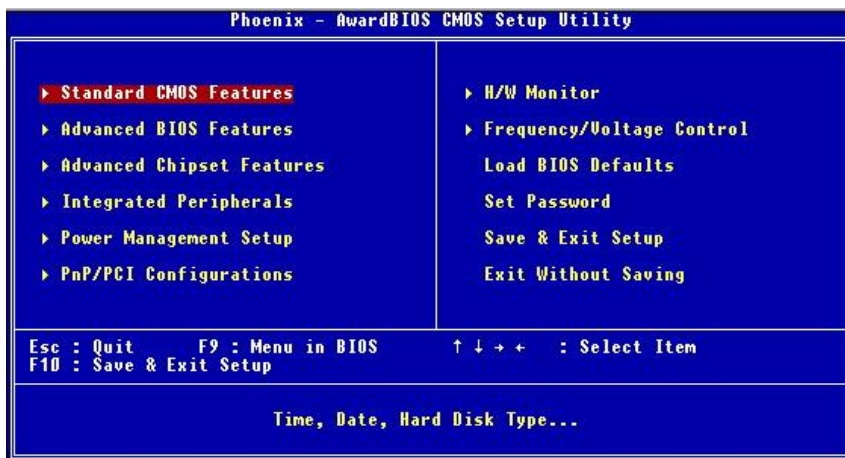 Phoenix - AwardBIOS CMOS Setup Utility
▸ Standard CMOS Features
▸ Advanced BIOS Features
▸ Advanced Chipset Features
▸ Integrated Peripherals
▸ Power Management Setup
▸ PnP/PCI Configurations
▸ H/W Monitor
▸ Frequency/Voltage Control
Load BIOS Defaults
Set Password
Save & Exit Setup
Exit Without Saving
Esc : Quit F9 : Menu in BIOS ↑ ↓ → ← : Select Item
F10 : Save & Exit Setup
Time, Date, Hard Disk Type...